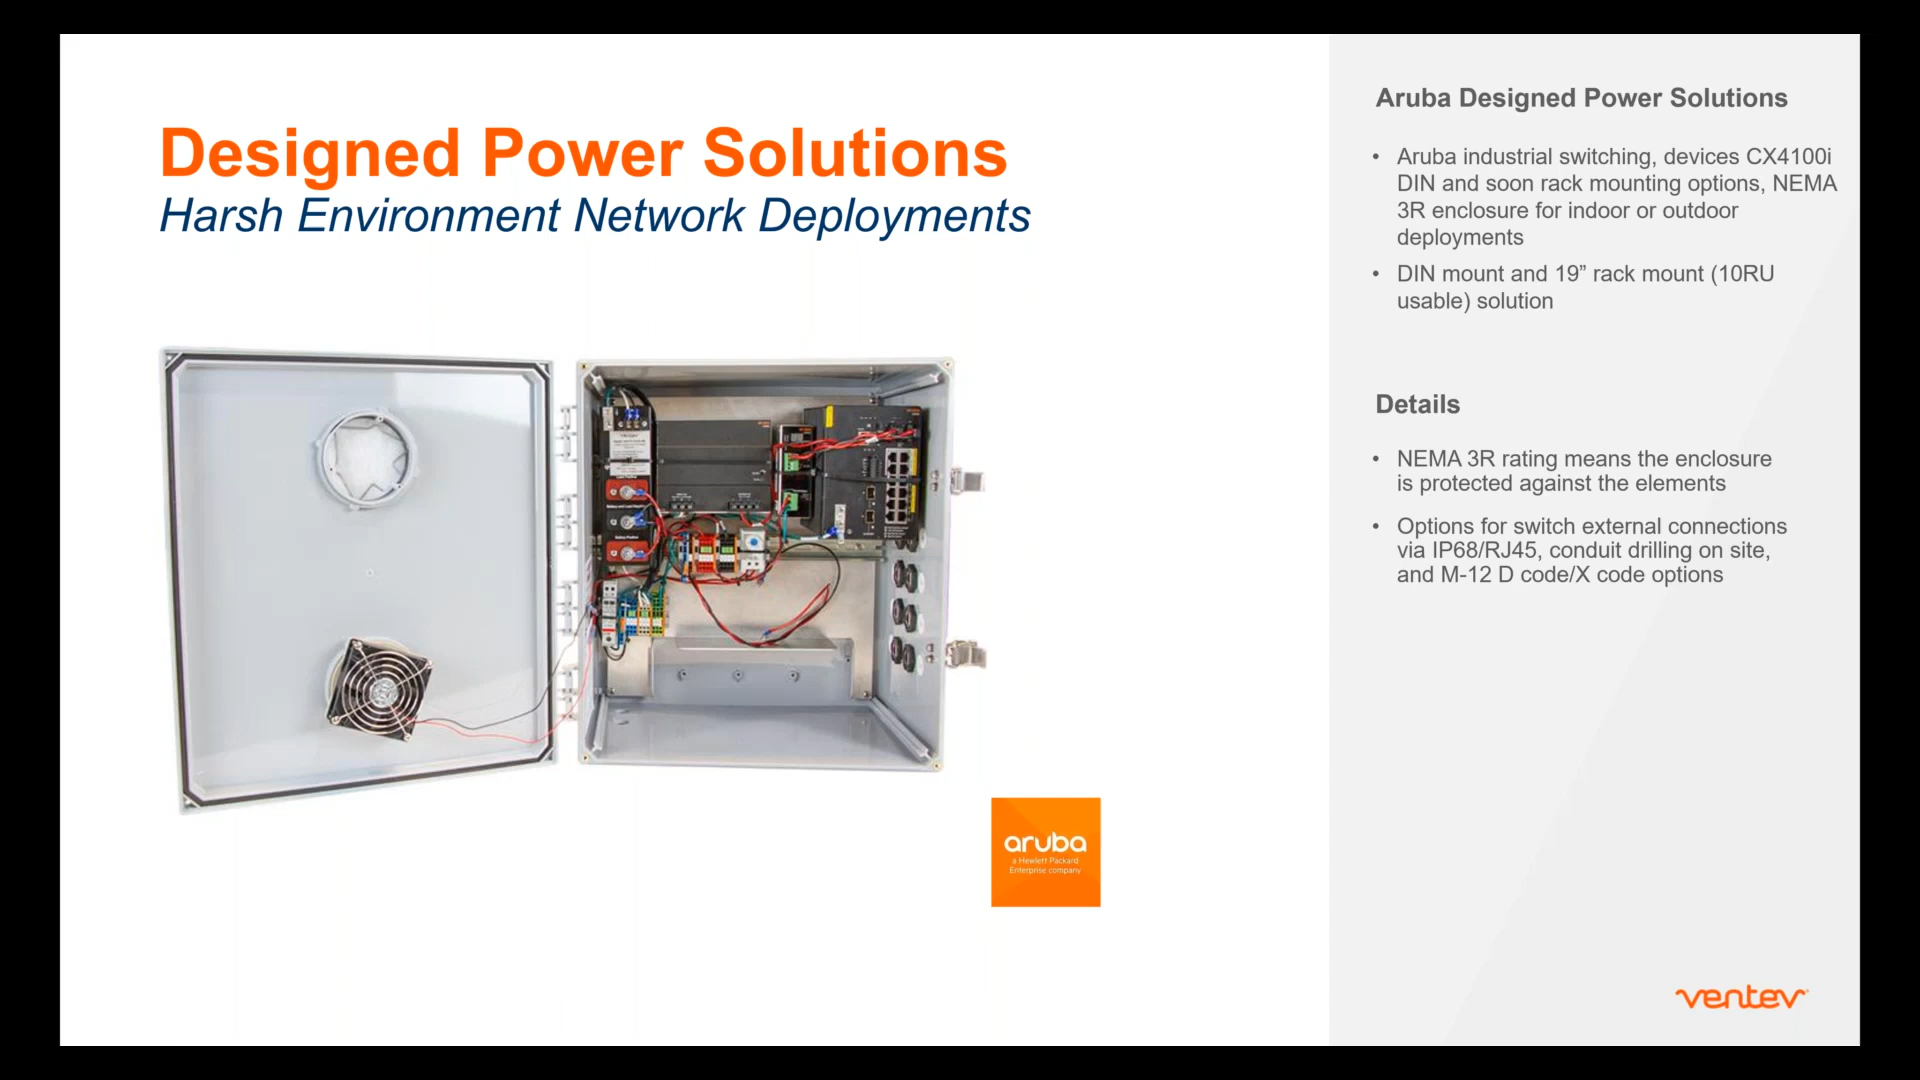 Designed Power Solutions
Harsh Environment Network Deployments
aruba
a Hewlett Packard
Enterprise company
Aruba Designed Power Solutions
• Aruba industrial switching, devices CX4100i
DIN and soon rack mounting options, NEMA
3R enclosure for indoor or outdoor
deployments
• DIN mount and 19” rack mount (10RU
usable) solution
Details
• NEMA 3R rating means the enclosure
is protected against the elements
• Options for switch external connections
via IP68/RJ45, conduit drilling on site,
and M-12 D code/X code options
ventev